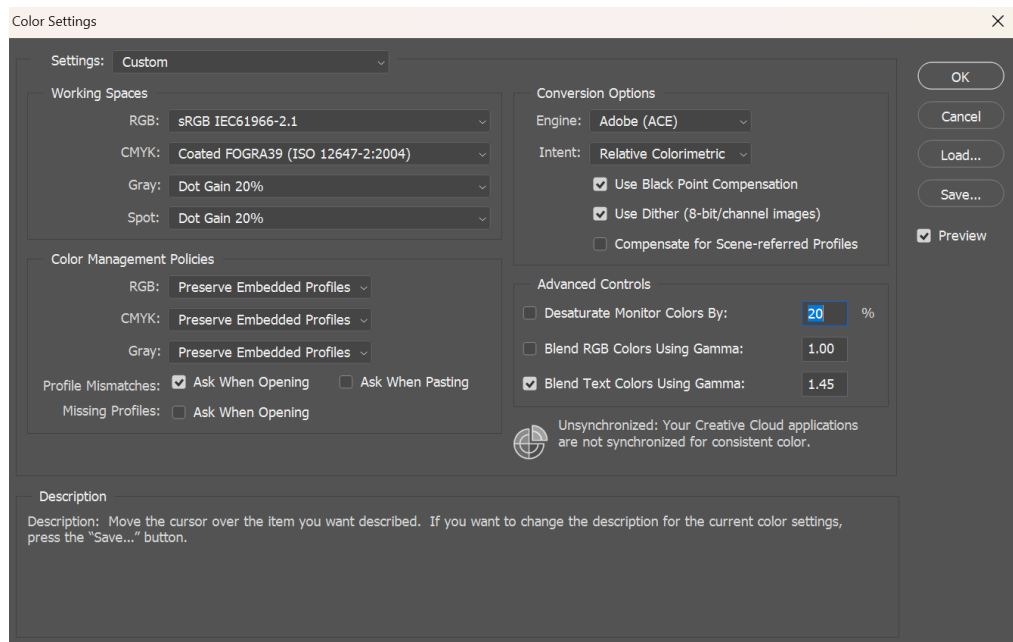 Color Settings
Settings: Custom
Working Spaces
RGB: sRGB IEC61966-2.1
CMYK: Coated FOGRA39 (ISO 12647-2:2004)
Gray: Dot Gain 20%
Spot: Dot Gain 20%
Color Management Policies
RGB: Preserve Embedded Profiles
CMYK: Preserve Embedded Profiles
Gray: Preserve Embedded Profiles
Profile Mismatches: Ask When Opening Ask When Pasting
Missing Profiles: Ask When Opening
Conversion Options
Engine: Adobe (ACE)
Intent: Relative Colorimetric
Use Black Point Compensation
Use Dither (8-bit/channel images)
Compensate for Scene-referred Profiles
Advanced Controls
Desaturate Monitor Colors By: 20 %
Blend RGB Colors Using Gamma: 1.00
Blend Text Colors Using Gamma: 1.45
Unsynchronized: Your Creative Cloud applications
are not synchronized for consistent color.
OK
Cancel
Load...
Save...
Preview
Description
Description: Move the cursor over the item you want described. If you want to change the description for the current color settings,
press the “Save...” button.